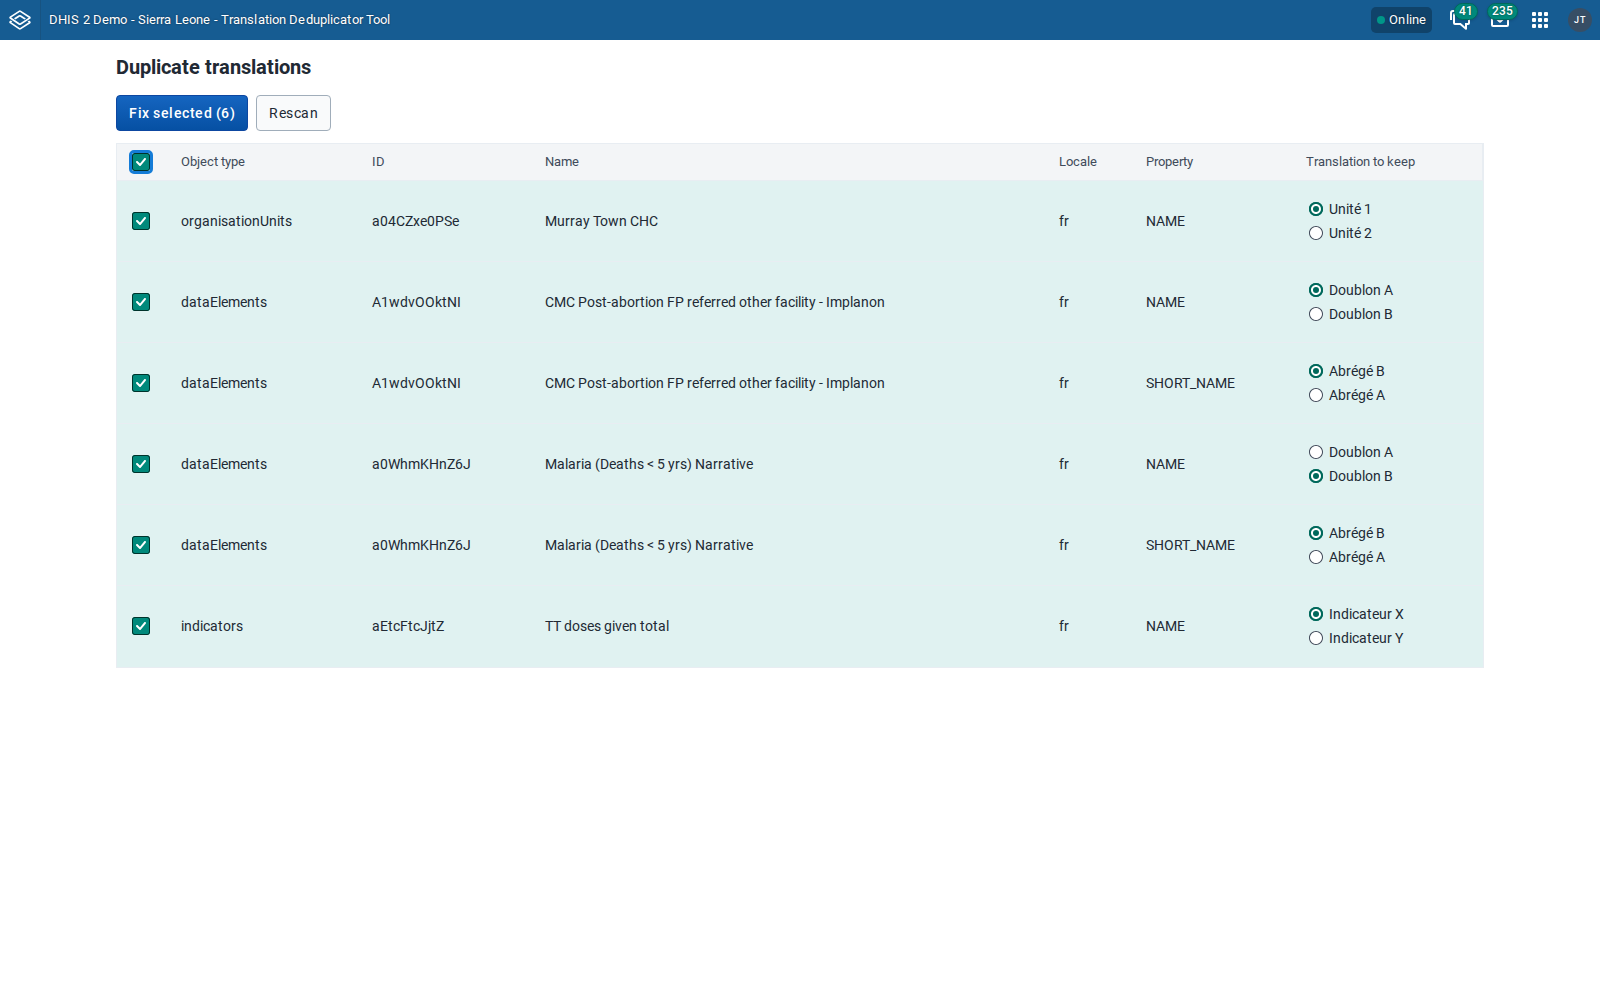 DHIS 2 Demo - Sierra Leone - Translation Deduplicator Tool
Online
41
235
JT
Duplicate translations
Fix selected (6)
Rescan
Object type ID Name Locale Property Translation to keep
organisationUnits a04CZxe0PSe Murray Town CHC fr NAME
Unité 1
Unité 2
dataElements A1wdvOOktNI CMC Post-abortion FP referred other facility - Implanon fr NAME
Doublon A
Doublon B
dataElements A1wdvOOktNI CMC Post-abortion FP referred other facility - Implanon fr SHORT_NAME
Abrégé B
Abrégé A
dataElements a0WhmKHnZ6J Malaria (Deaths < 5 yrs) Narrative fr NAME
Doublon A
Doublon B
dataElements a0WhmKHnZ6J Malaria (Deaths < 5 yrs) Narrative fr SHORT_NAME
Abrégé B
Abrégé A
indicators aEtcFtcJjtZ TT doses given total fr NAME
Indicateur X
Indicateur Y